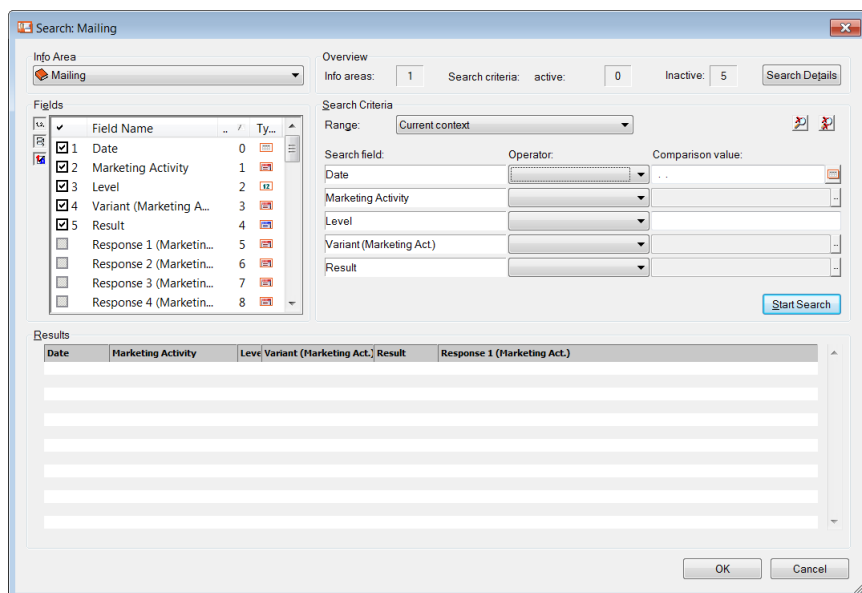 Search: Mailing
Info Area
Mailing
Overview
Info areas: 1 Search criteria: active: 0 Inactive: 5 Search Details
Fields
Field Name .. / Ty...
1 Date 0
2 Marketing Activity 1
3 Level 2
4 Variant (Marketing A... 3
5 Result 4
Response 1 (Marketin... 5
Response 2 (Marketin... 6
Response 3 (Marketin... 7
Response 4 (Marketin... 8
Search Criteria
Range: Current context
Search field: Operator: Comparison value:
Date . .
Marketing Activity ..
Level
Variant (Marketing Act.) ..
Result ..
Start Search
Results
Date Marketing Activity Leve Variant (Marketing Act.) Result Response 1 (Marketing Act.)
OK Cancel